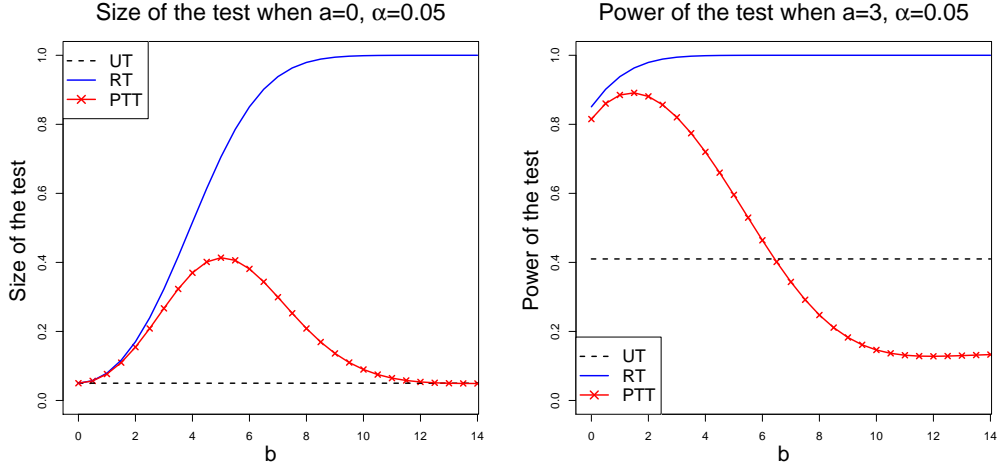 Size of the test when a=0, α=0.05
Size of the test
1.0
0.8
0.6
0.4
0.2
0.0
UT
RT
PTT
0 2 4 6 8 10 12 14
b
Power of the test when a=3, α=0.05
Power of the test
1.0
0.8
0.6
0.4
0.2
0.0
UT
RT
PTT
0 2 4 6 8 10 12 14
b